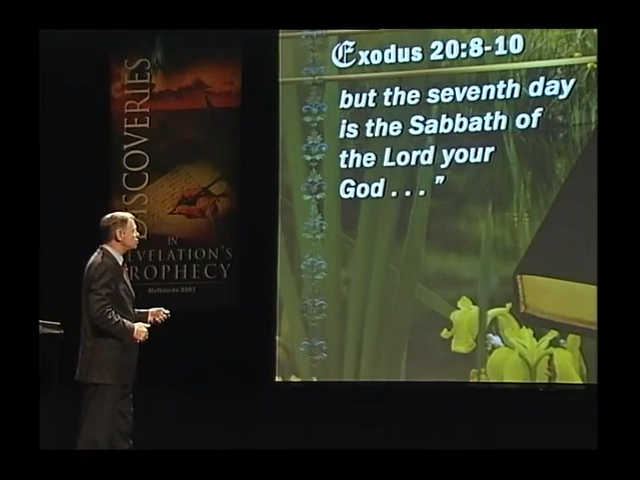 DISCOVERIES
IN
REVELATION'S
PROPHECY
Exodus 20:8-10
but the seventh day
is the Sabbath of
the Lord your
God . . . ”